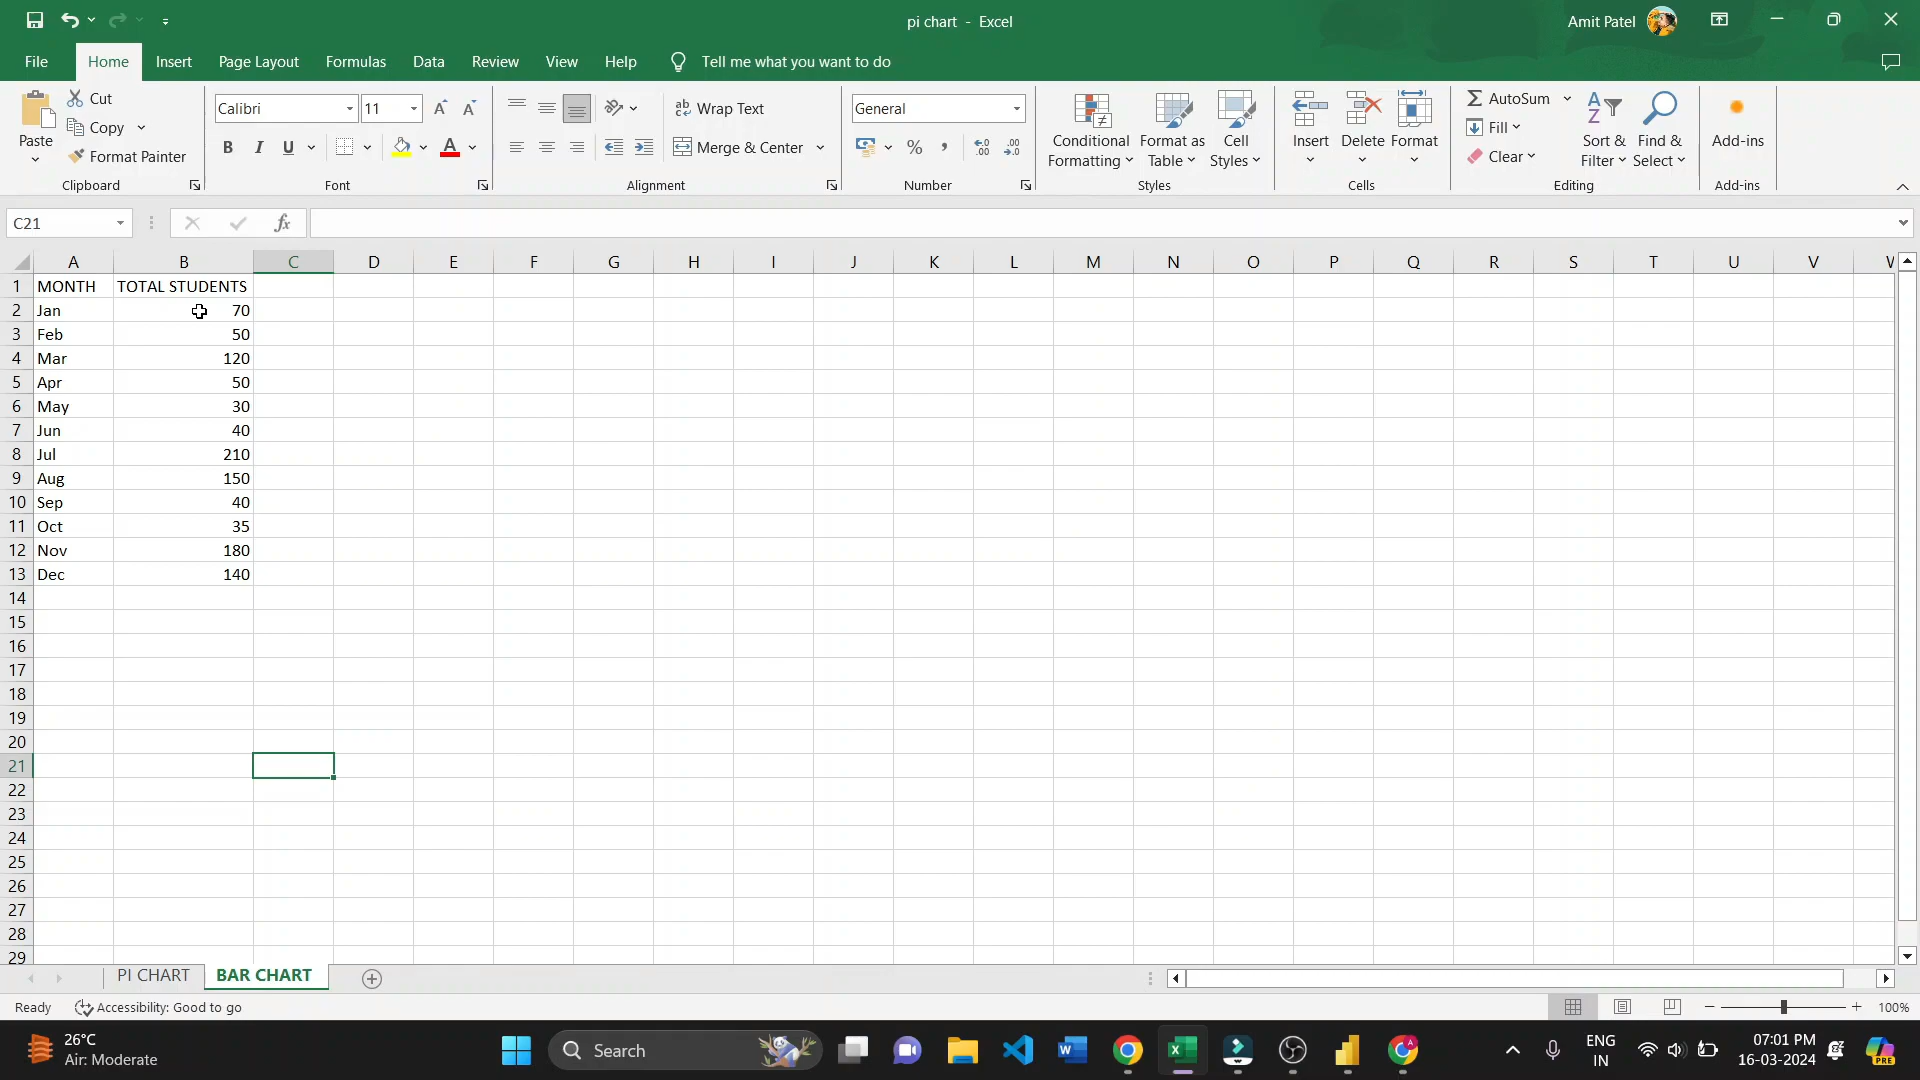 pi chart - Excel
Amit Patel
File Home Insert Page Layout Formulas Data Review View Help Tell me what you want to do
Paste
Cut
Copy
Format Painter
Clipboard
Calibri 11
B I U A
Font
Wrap Text
Merge & Center
Alignment
General
% ,
Number
Conditional Formatting
Format as Table
Cell Styles
Styles
Insert Delete Format
Cells
AutoSum
Fill
Clear
Sort & Filter
Find & Select
Editing
Add-ins
Add-ins
C21 fx
A B C D E F G H I J K L M N O P Q R S T U V
1 MONTH TOTAL STUDENTS
2 Jan 70
3 Feb 50
4 Mar 120
5 Apr 50
6 May 30
7 Jun 40
8 Jul 210
9 Aug 150
10 Sep 40
11 Oct 35
12 Nov 180
13 Dec 140
14
15
16
17
18
19
20
21
22
23
24
25
26
27
28
29
PI CHART BAR CHART
Ready Accessibility: Good to go 100%
26°C
Air: Moderate
Search
ENG
IN
07:01 PM
16-03-2024
PRE